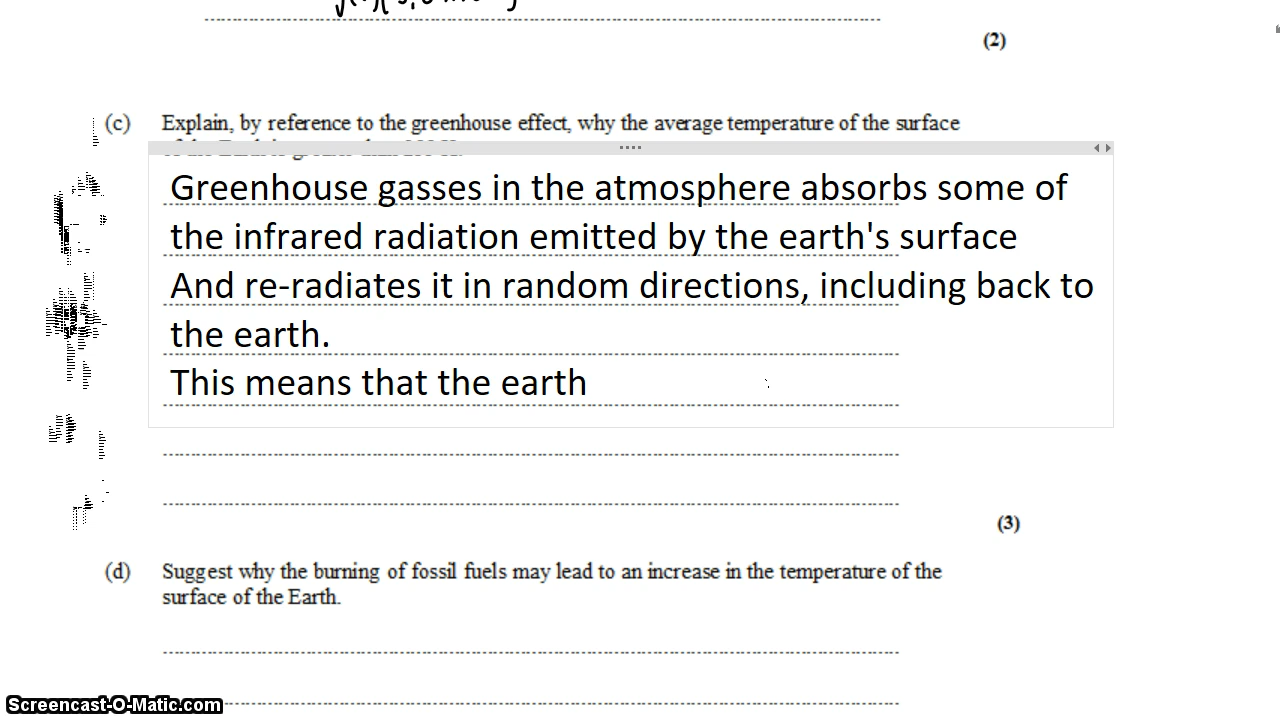 (2)
(c) Explain, by reference to the greenhouse effect, why the average temperature of the surface
Greenhouse gasses in the atmosphere absorbs some of
the infrared radiation emitted by the earth's surface
And re-radiates it in random directions, including back to
the earth.
This means that the earth
(3)
(d) Suggest why the burning of fossil fuels may lead to an increase in the temperature of the
surface of the Earth.
Screencast-O-Matic.com